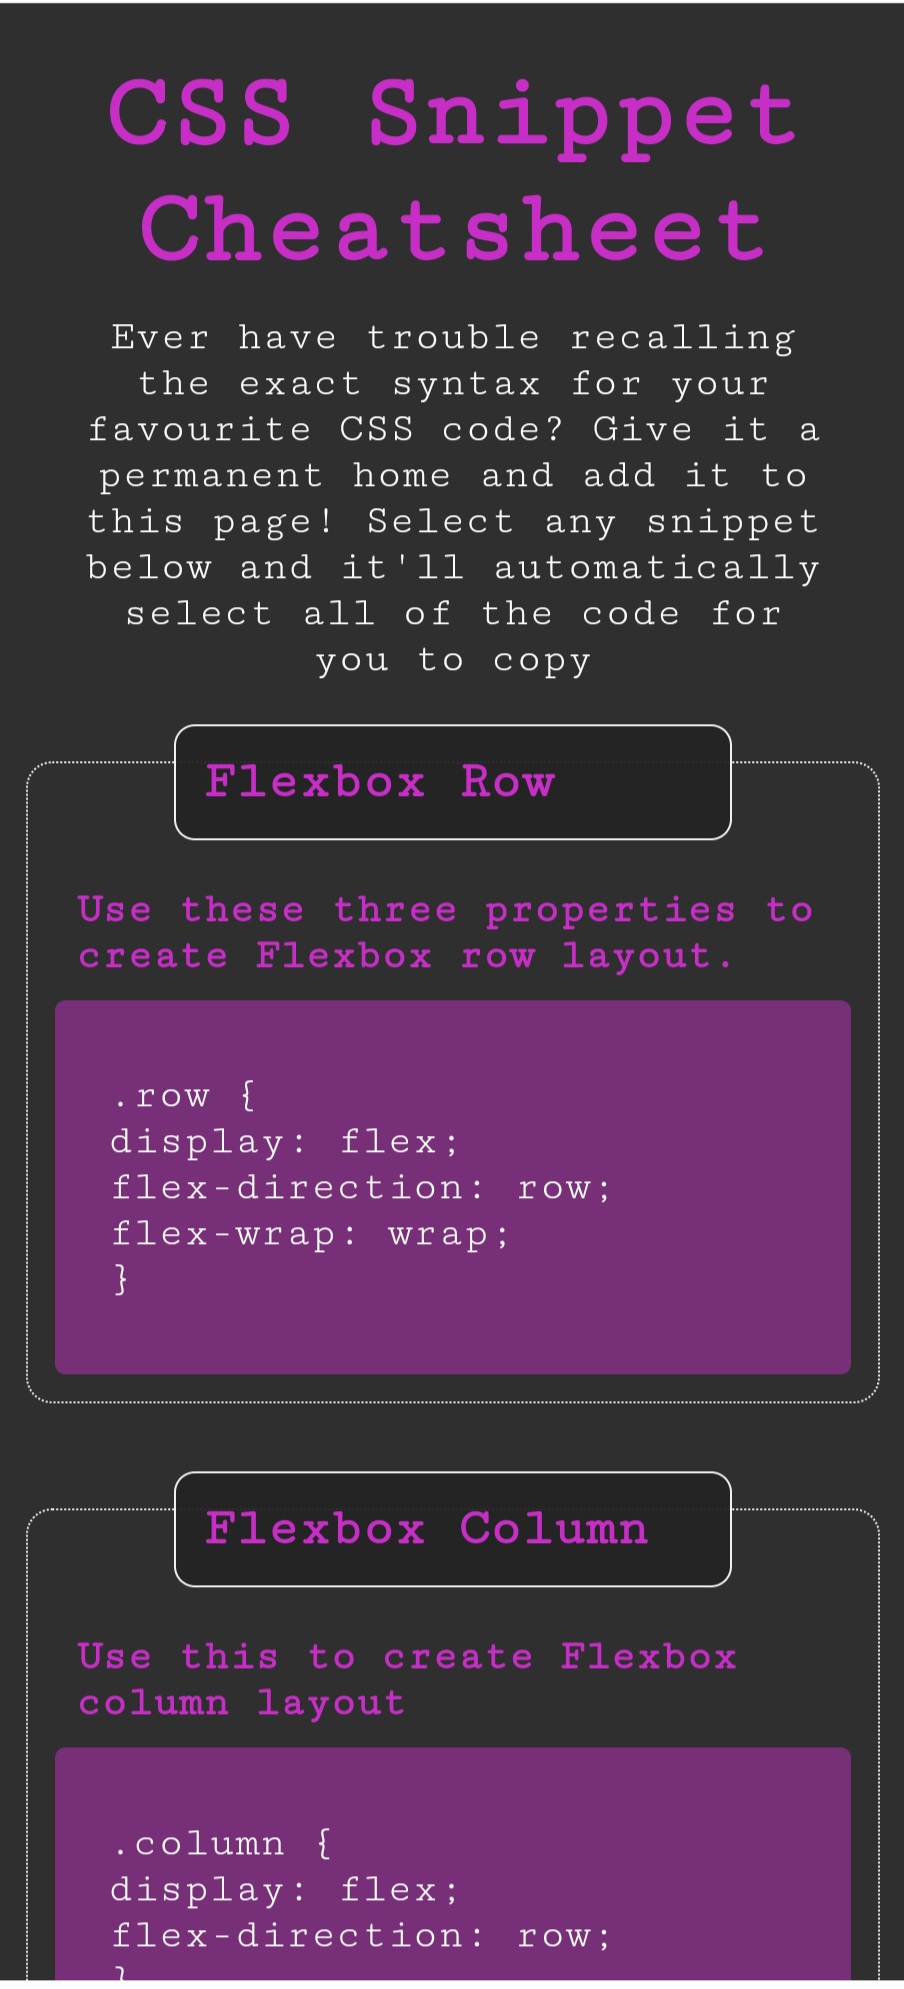 CSS Snippet
Cheatsheet
Ever have trouble recalling
the exact syntax for your
favourite CSS code? Give it a
permanent home and add it to
this page! Select any snippet
below and it'll automatically
select all of the code for
you to copy
Flexbox Row
Use these three properties to
create Flexbox row layout.
.row {
display: flex;
flex-direction: row;
flex-wrap: wrap;
}
Flexbox Column
Use this to create Flexbox
column layout
.column {
display: flex;
flex-direction: row;
}